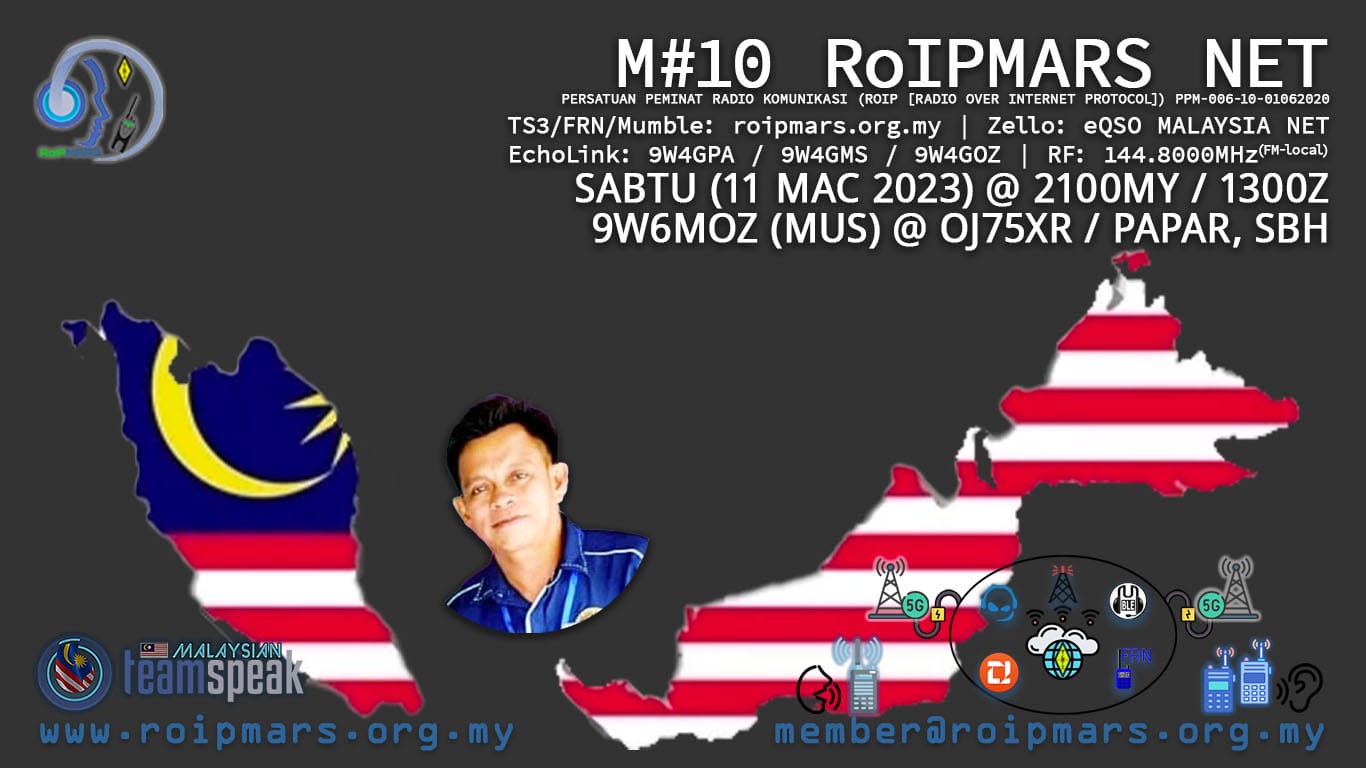 M#10 RoIPMARS NET
PERSATUAN PEMINAT RADIO KOMUNIKASI (ROIP [RADIO OVER INTERNET PROTOCOL]) PPM-006-10-01062020
TS3/FRN/Mumble: roipmars.org.my | Zello: eQSO MALAYSIA NET
EchoLink: 9W4GPA / 9W4GMS / 9W4GOZ | RF: 144.8000MHz(FM-local)
SABTU (11 MAC 2023) @ 2100MY / 1300Z
9W6MOZ (MUS) @ OJ75XR / PAPAR, SBH
RoIPMARS
5G
5G
BLE
FRN
MALAYSIAN
teamspeak
www.roipmars.org.my
member@roipmars.org.my